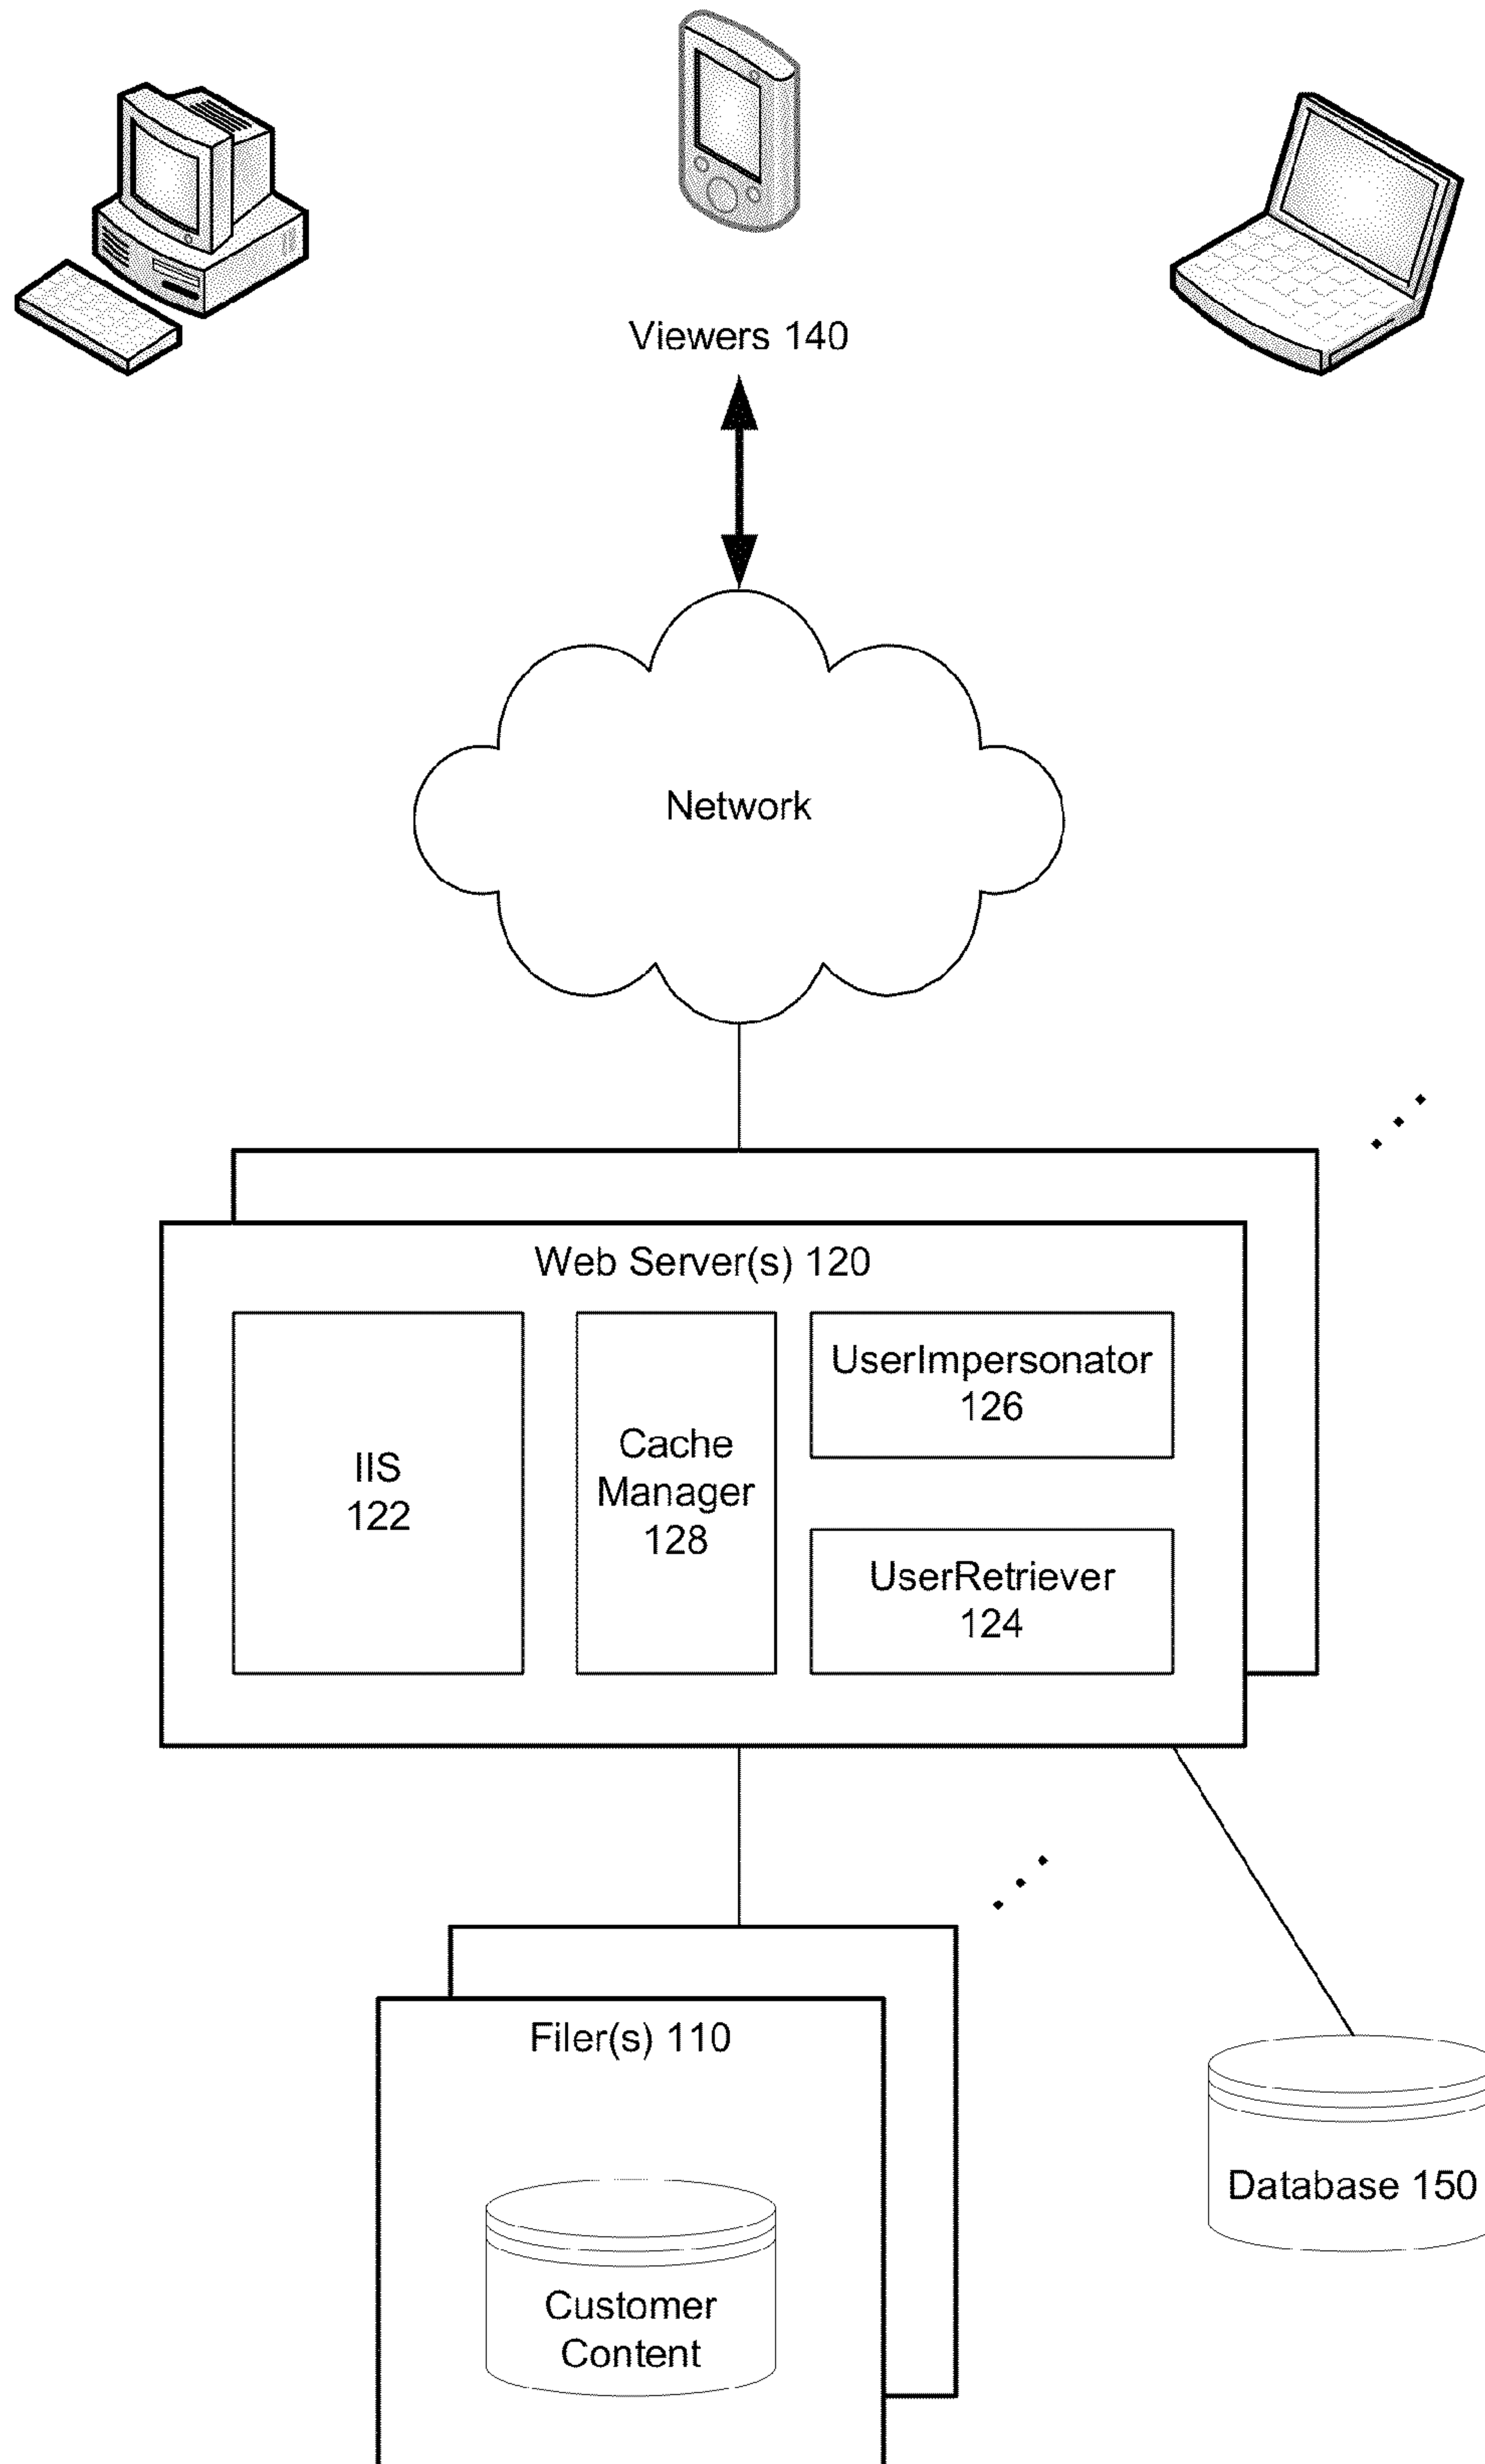 Viewers 140
Network
Web Server(s) 120
IIS
122
Cache
Manager
128
UserImpersonator
126
UserRetriever
124
Filer(s) 110
Customer
Content
Database 150